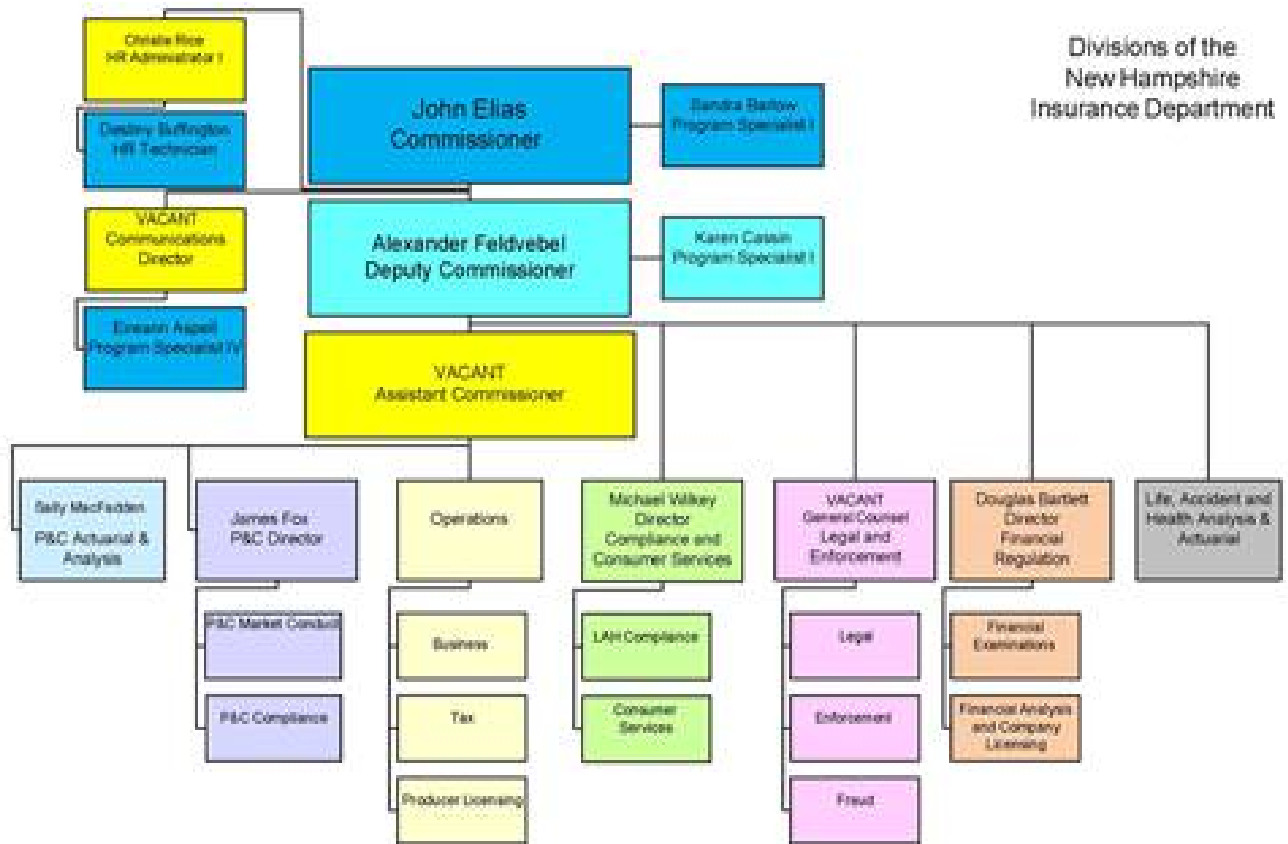 Divisions of the
New Hampshire
Insurance Department
Christie Rice
HR Administrator I
Destiny Buffington
HR Technician
John Elias
Commissioner
Sandra Barlow
Program Specialist I
VACANT
Communications
Director
Alexander Feldvebel
Deputy Commissioner
Karen Cassin
Program Specialist I
Eireann Aspell
Program Specialist IV
VACANT
Assistant Commissioner
Sally MacFadden
P&C Actuarial &
Analysis
James Fox
P&C Director
Operations
Michael Wilkey
Director
Compliance and
Consumer Services
VACANT
General Counsel
Legal and
Enforcement
Douglas Bartlett
Director
Financial
Regulation
Life, Accident and
Health Analysis &
Actuarial
P&C Market Conduct
Business
LAH Compliance
Legal
Financial
Examinations
P&C Compliance
Tax
Consumer
Services
Enforcement
Financial Analysis
and Company
Licensing
Producer Licensing
Fraud